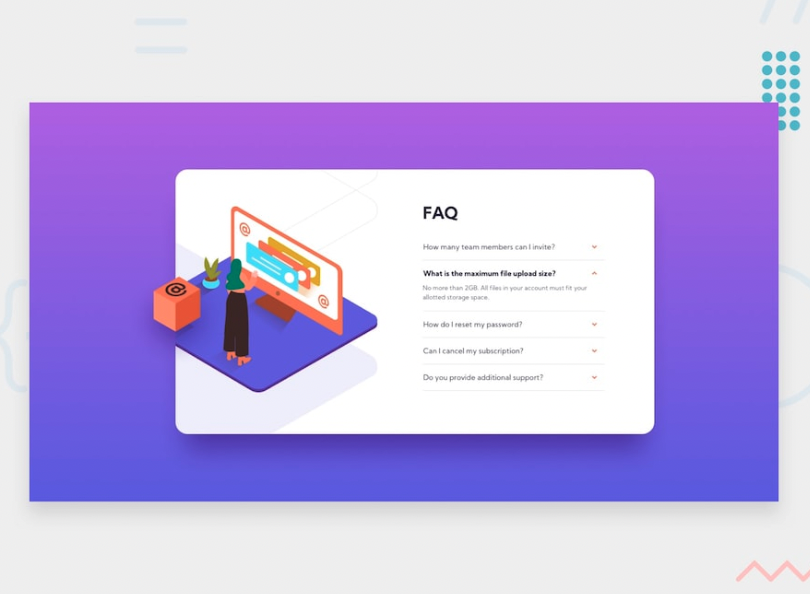 FAQ
How many team members can I invite?
What is the maximum file upload size?
No more than 2GB. All files in your account must fit your
allotted storage space.
How do I reset my password?
Can I cancel my subscription?
Do you provide additional support?
@
@
@